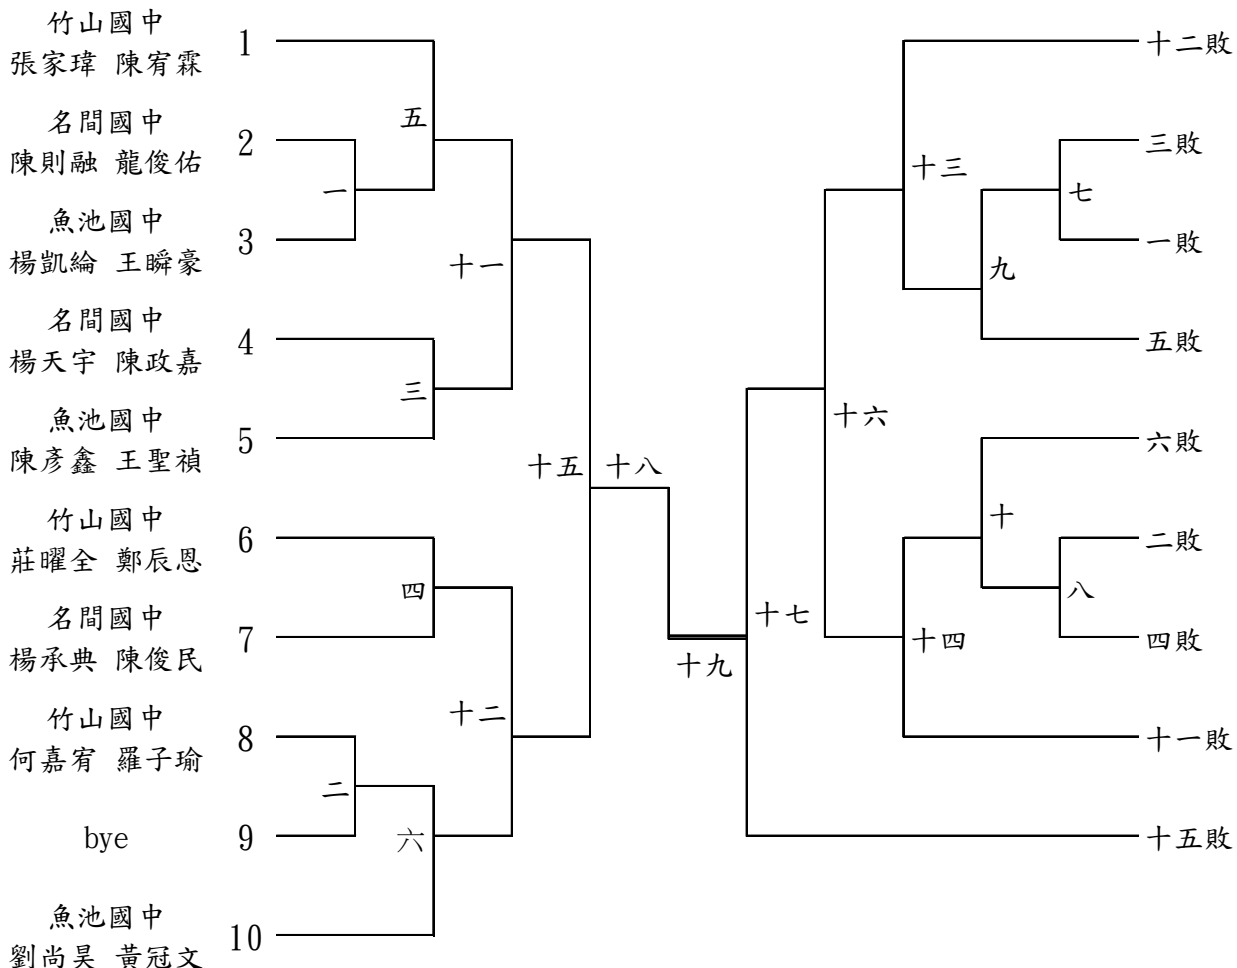 竹山國中
張家瑋 陳宥霖
1
名間國中
陳則融 龍俊佑
2
魚池國中
楊凱綸 王瞬豪
3
名間國中
楊天宇 陳政嘉
4
魚池國中
陳彥鑫 王聖禎
5
竹山國中
莊曜全 鄭辰恩
6
名間國中
楊承典 陳俊民
7
竹山國中
何嘉宥 羅子瑜
8
bye
9
魚池國中
劉尚昊 黃冠文
10
一
二
五
三
四
六
十一
十二
十五
十八
十九
十七
十六
十三
十四
九
十
七
八
十二敗
三敗
一敗
五敗
六敗
二敗
四敗
十一敗
十五敗